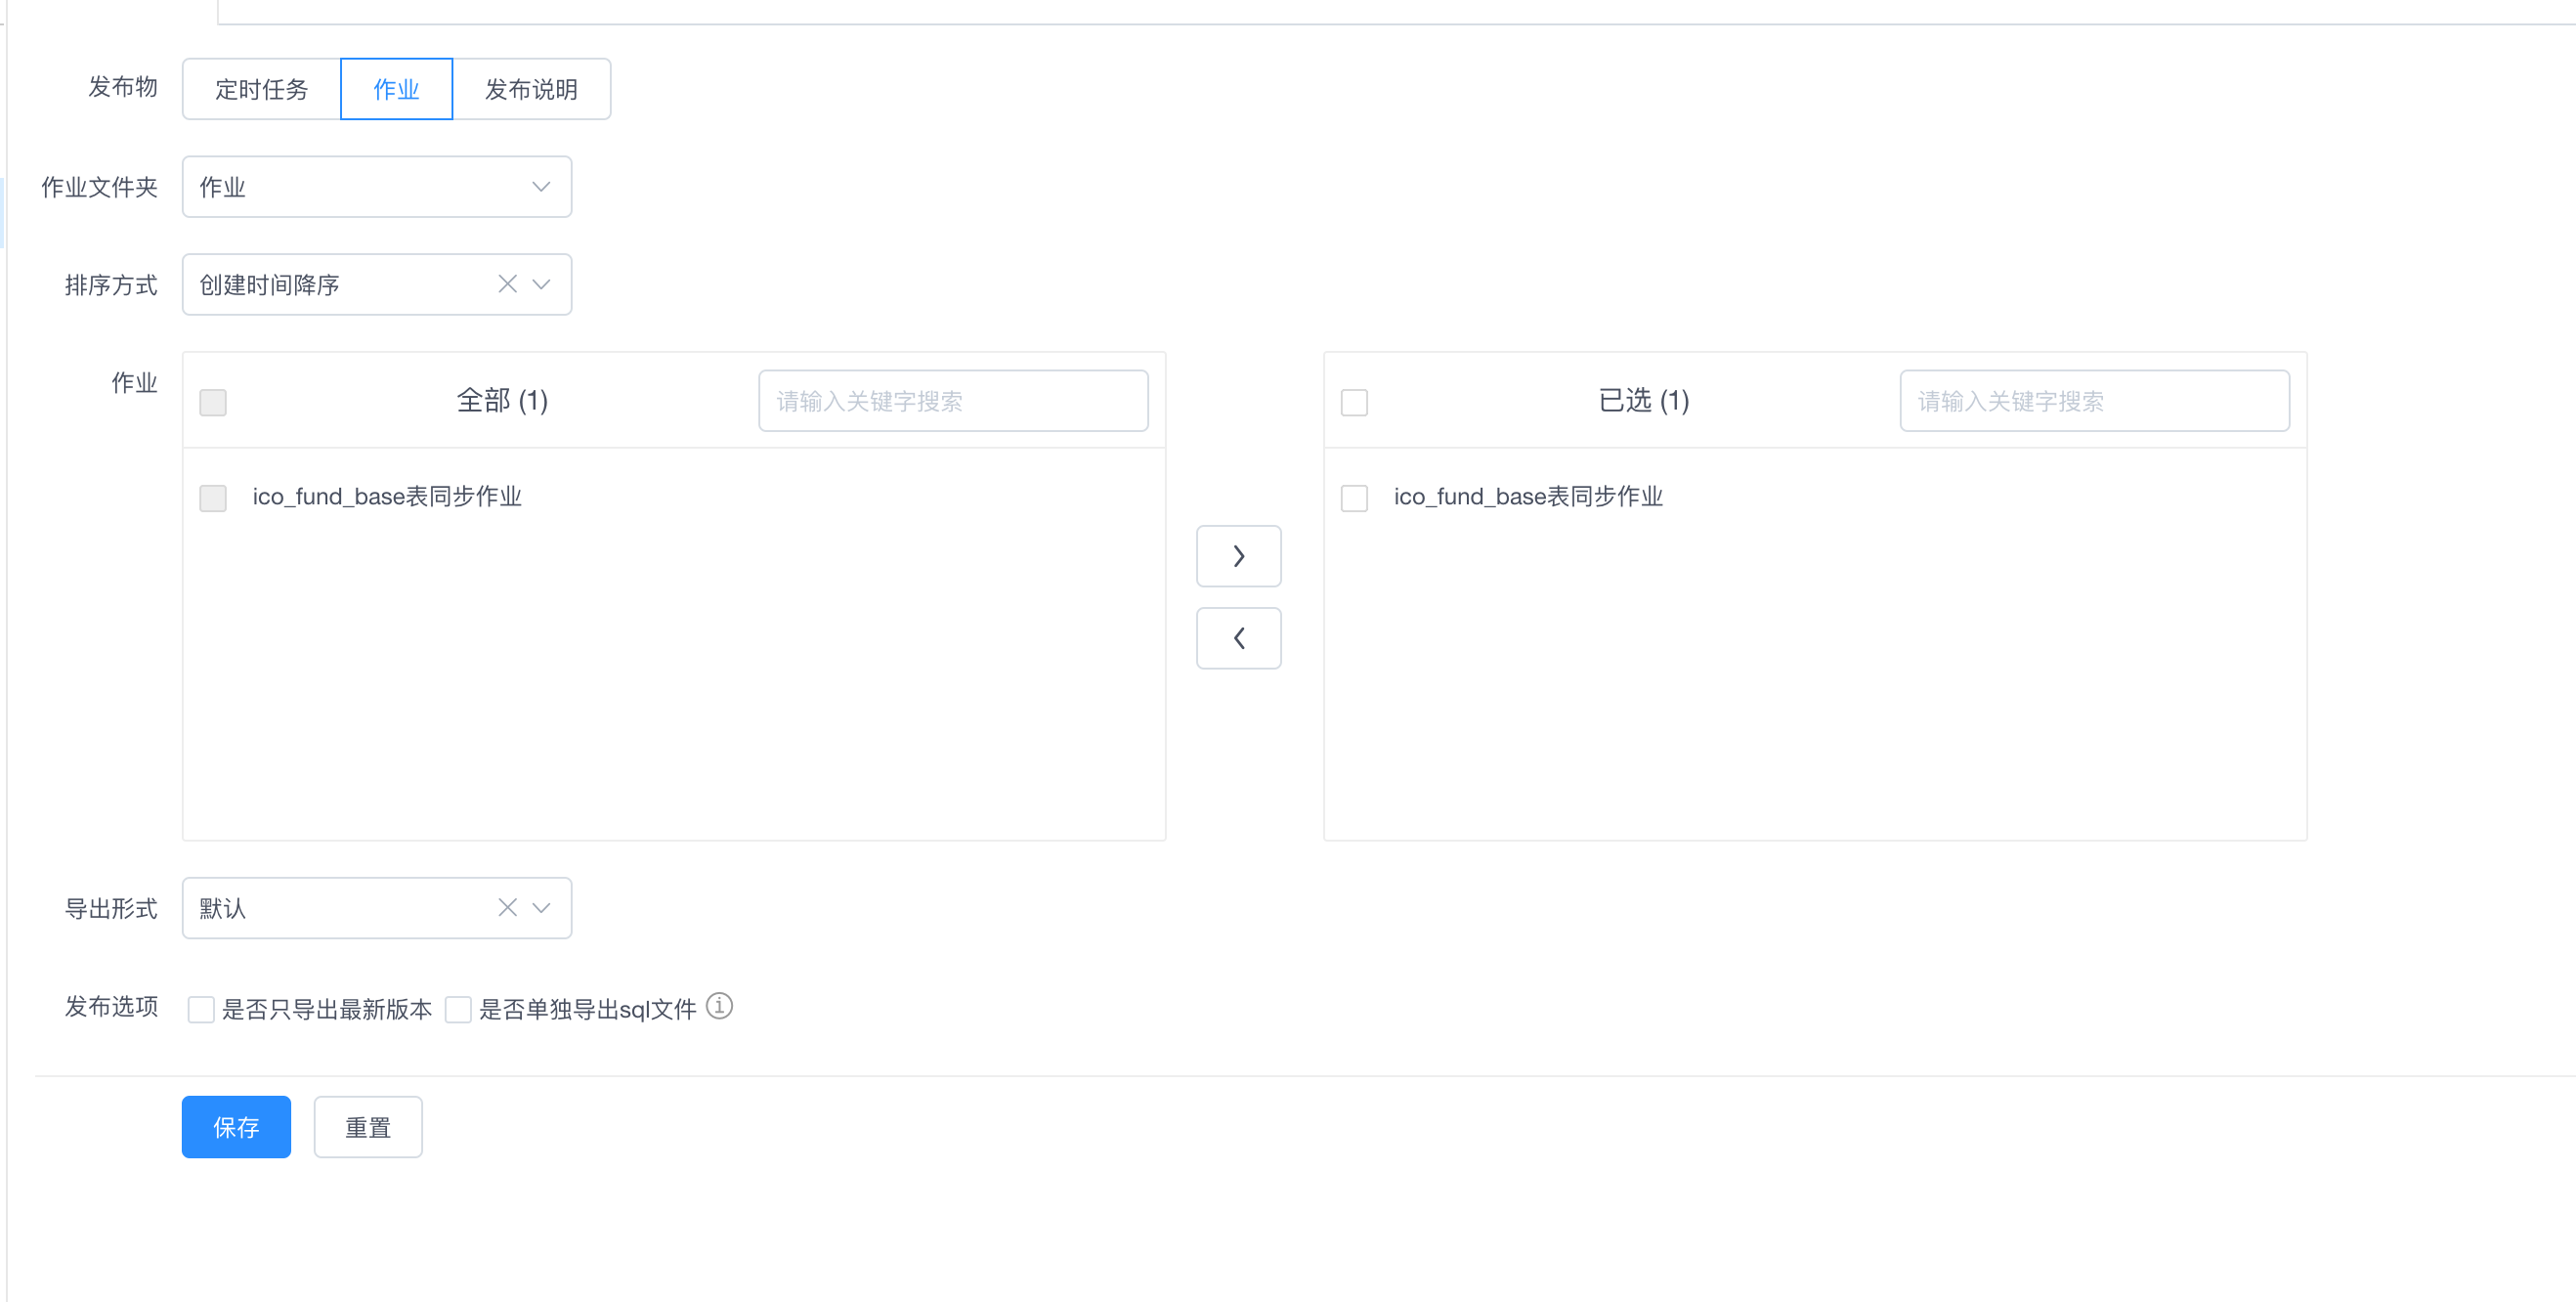 发布物 定时任务 作业 发布说明
作业文件夹 作业
排序方式 创建时间降序
作业 全部 (1) 请输入关键字搜索 已选 (1) 请输入关键字搜索
ico_fund_base表同步作业 ico_fund_base表同步作业
导出形式 默认
发布选项 是否只导出最新版本 是否单独导出sql文件
保存 重置